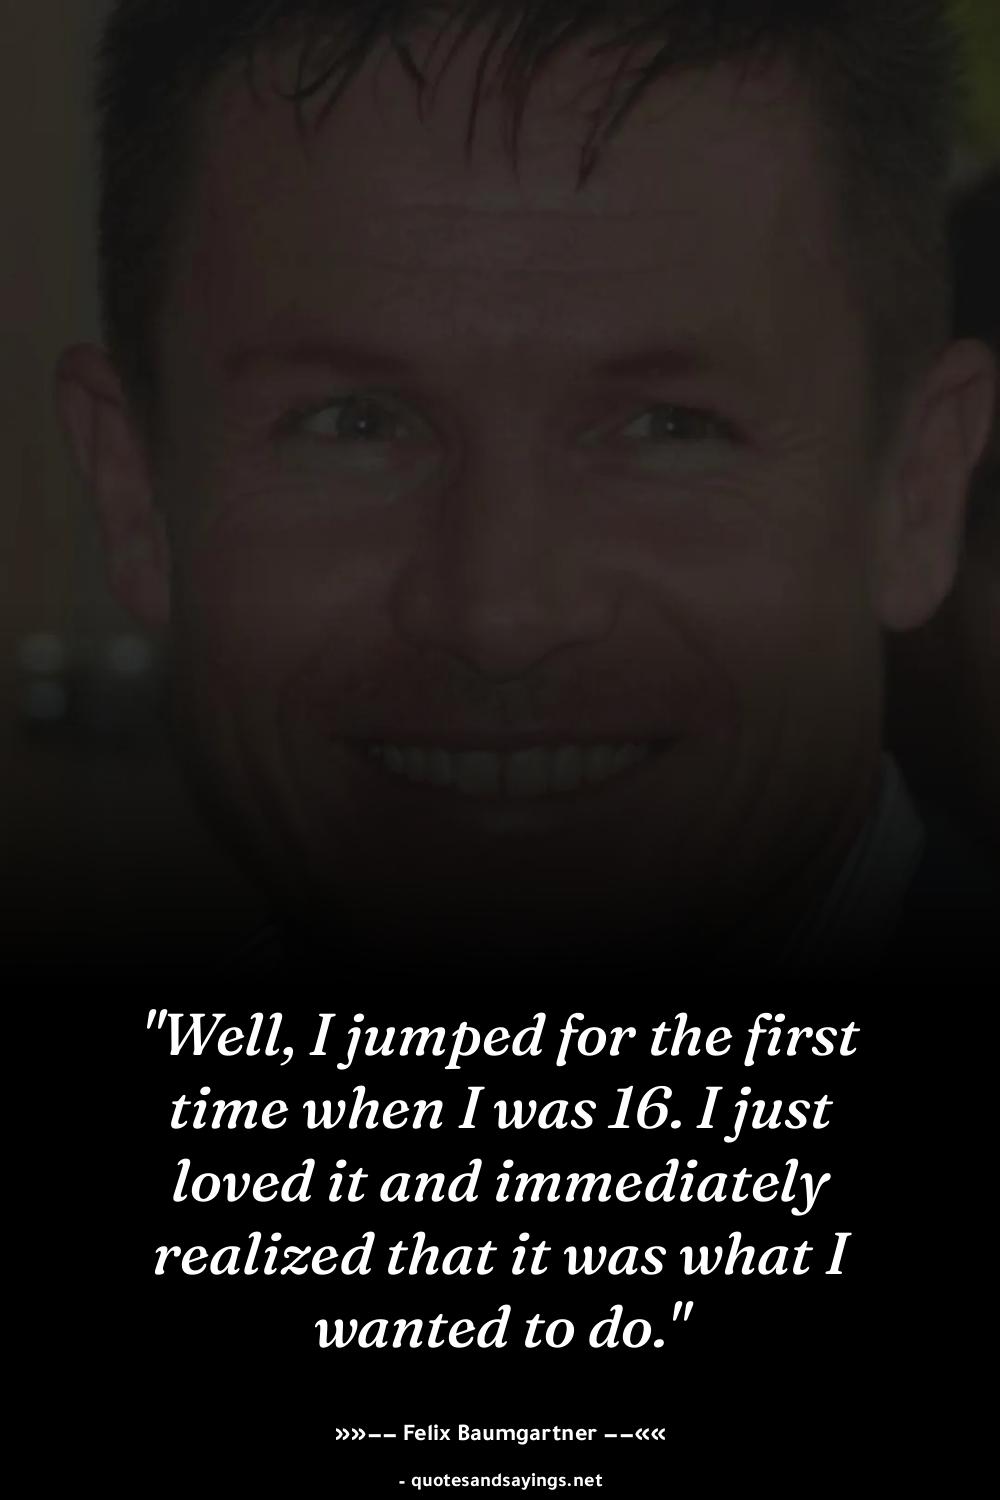 "Well, I jumped for the first
time when I was 16. I just
loved it and immediately
realized that it was what I
wanted to do."
»»–– Felix Baumgartner ––««
- quotesandsayings.net